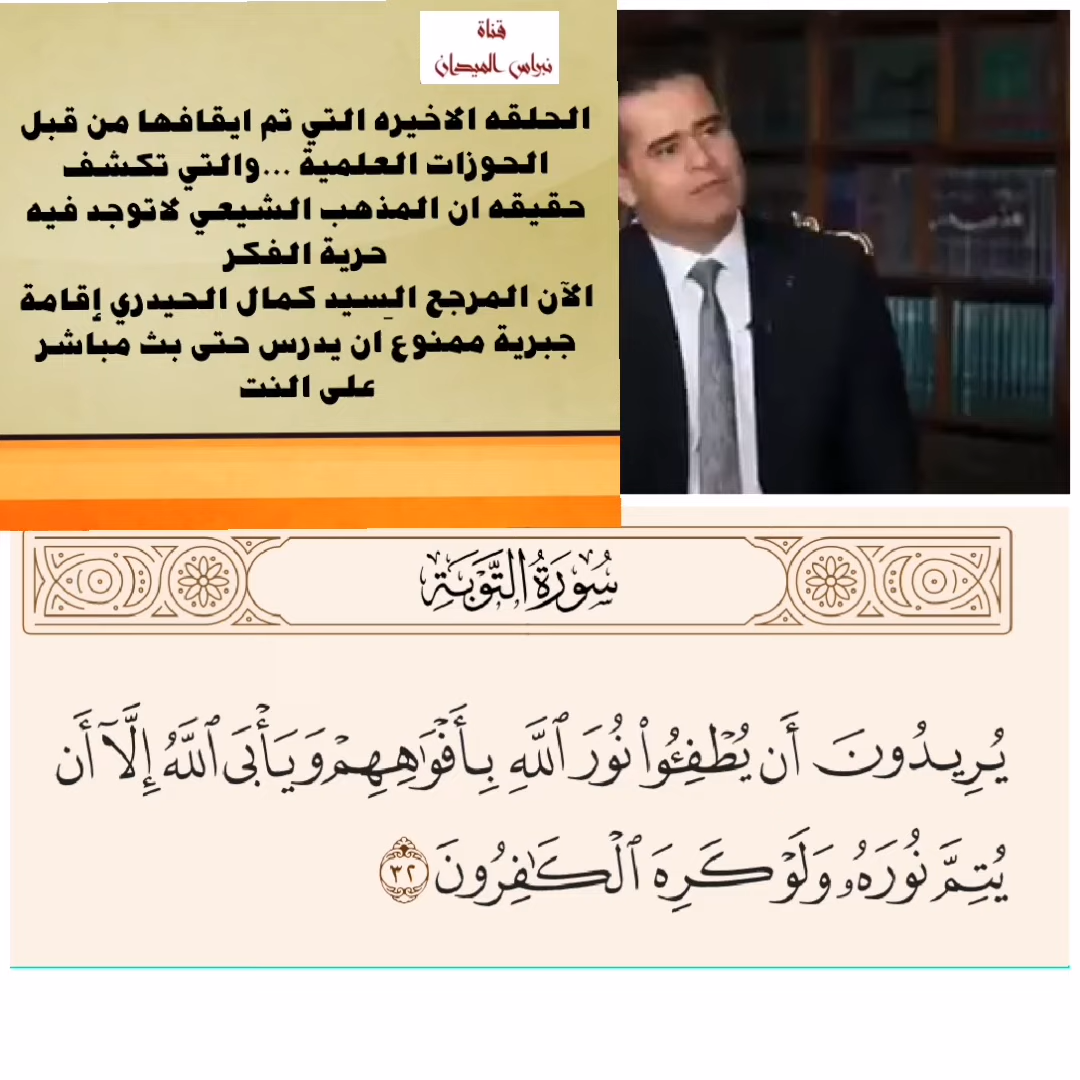 قناة
نبراس الميدان
الحلقه الاخيره التي تم ايقافها من قبل
الحوزات العلمية ...والتي تكشف
حقيقه ان المذهب الشيعي لاتوجد فيه
حرية الفكر
الآن المرجع السيد كمال الحيدري إقامة
جبرية ممنوع ان يدرس حتى بث مباشر
على النت
سُورَةُ التَّوْبَةِ
يُرِيدُونَ أَن يُطْفِـُٔوا۟ نُورَ ٱللَّهِ بِأَفْوَٰهِهِمْ وَيَأْبَى ٱللَّهُ إِلَّآ أَن
يُتِمَّ نُورَهُۥ وَلَوْ كَرِهَ ٱلْكَـٰفِرُونَ ٣٢